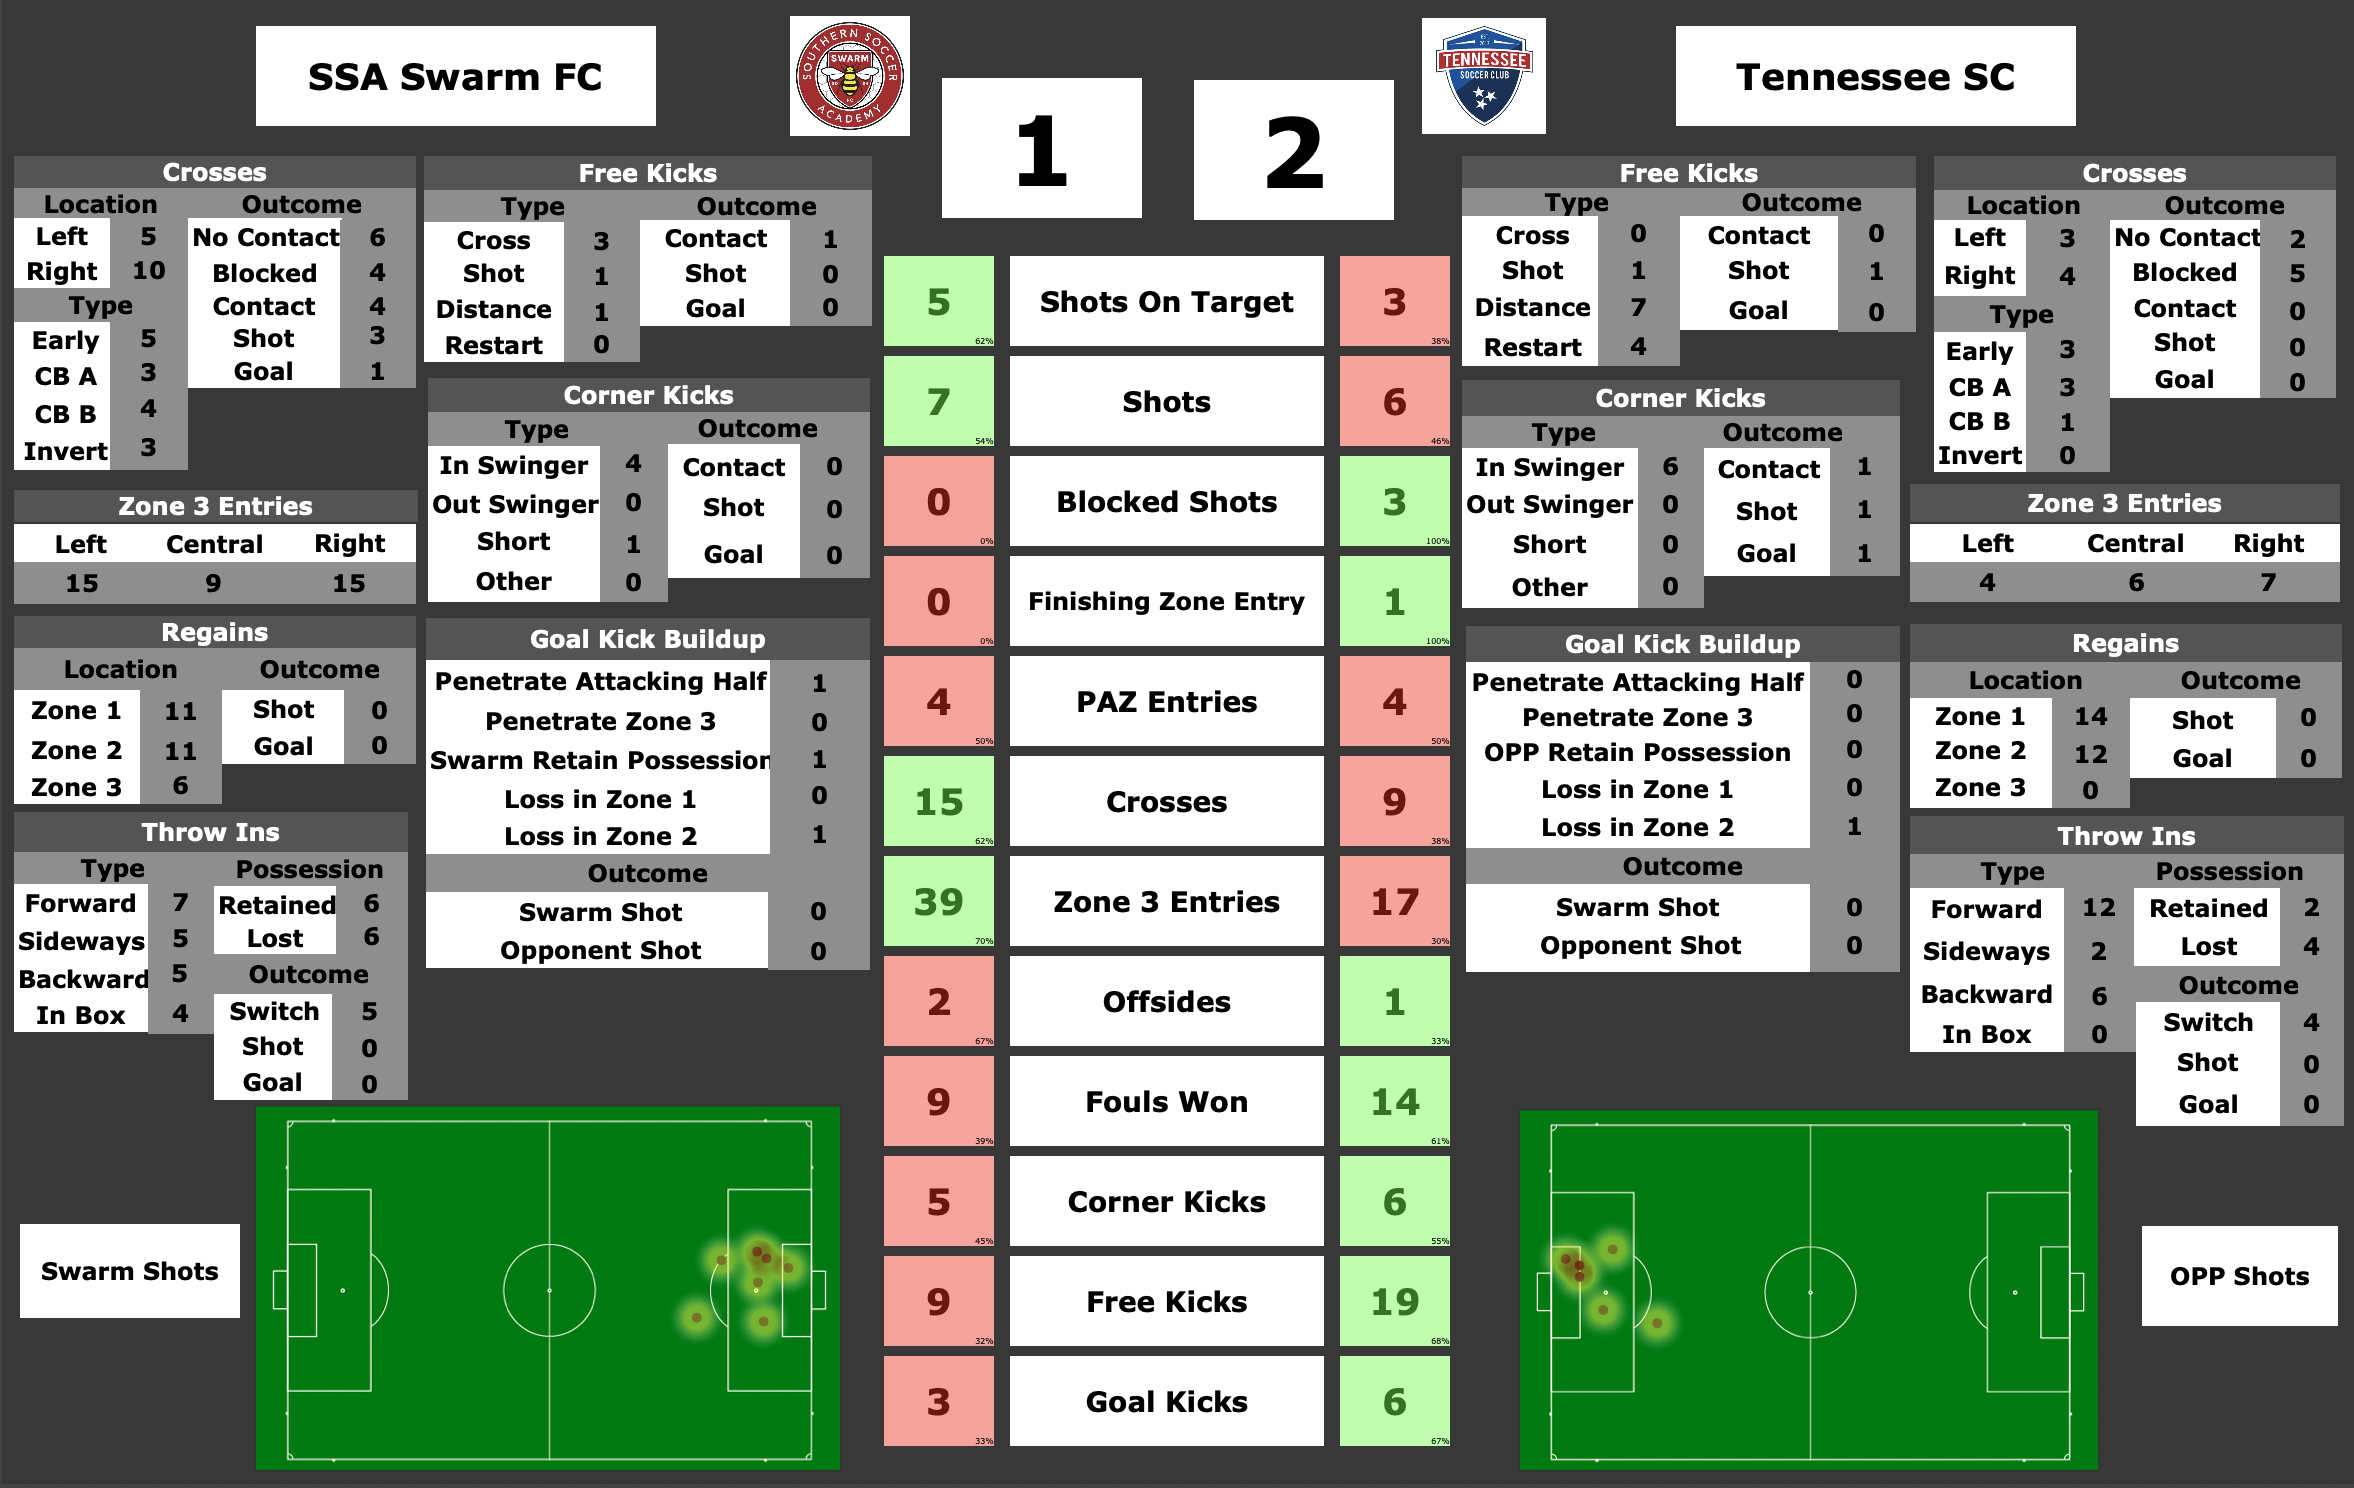 SSA Swarm FC
SOUTHERN SOCCER
SWARM
FC
ACADEMY
1
2
EST.
TENNESSEE
SOCCER CLUB
Tennessee SC
Crosses
Location Outcome
Left 5 No Contact 6
Right 10 Blocked 4
Type Contact 4
Early 5 Shot 3
CB A 3 Goal 1
CB B 4
Invert 3
Zone 3 Entries
Left Central Right
15 9 15
Regains
Location Outcome
Zone 1 11 Shot 0
Zone 2 11 Goal 0
Zone 3 6
Throw Ins
Type Possession
Forward 7 Retained 6
Sideways 5 Lost 6
Backward 5 Outcome
In Box 4 Switch 5
Shot 0
Goal 0
Free Kicks
Type Outcome
Cross 3 Contact 1
Shot 1 Shot 0
Distance 1 Goal 0
Restart 0
Corner Kicks
Type Outcome
In Swinger 4 Contact 0
Out Swinger 0 Shot 0
Short 1 Goal 0
Other 0
Goal Kick Buildup
Penetrate Attacking Half 1
Penetrate Zone 3 0
Swarm Retain Possession 1
Loss in Zone 1 0
Loss in Zone 2 1
Outcome
Swarm Shot 0
Opponent Shot 0
5 62% Shots On Target 3 38%
7 54% Shots 6 46%
0 0% Blocked Shots 3 100%
0 0% Finishing Zone Entry 1 100%
4 50% PAZ Entries 4 50%
15 62% Crosses 9 38%
39 70% Zone 3 Entries 17 30%
2 67% Offsides 1 33%
9 39% Fouls Won 14 61%
5 45% Corner Kicks 6 55%
9 32% Free Kicks 19 68%
3 33% Goal Kicks 6 67%
Free Kicks
Type Outcome
Cross 0 Contact 0
Shot 1 Shot 1
Distance 7 Goal 0
Restart 4
Corner Kicks
Type Outcome
In Swinger 6 Contact 1
Out Swinger 0 Shot 1
Short 0 Goal 1
Other 0
Goal Kick Buildup
Penetrate Attacking Half 0
Penetrate Zone 3 0
OPP Retain Possession 0
Loss in Zone 1 0
Loss in Zone 2 1
Outcome
Swarm Shot 0
Opponent Shot 0
Crosses
Location Outcome
Left 3 No Contact 2
Right 4 Blocked 5
Type Contact 0
Early 3 Shot 0
CB A 3 Goal 0
CB B 1
Invert 0
Zone 3 Entries
Left Central Right
4 6 7
Regains
Location Outcome
Zone 1 14 Shot 0
Zone 2 12 Goal 0
Zone 3 0
Throw Ins
Type Possession
Forward 12 Retained 2
Sideways 2 Lost 4
Backward 6 Outcome
In Box 0 Switch 4
Shot 0
Goal 0
Swarm Shots
OPP Shots